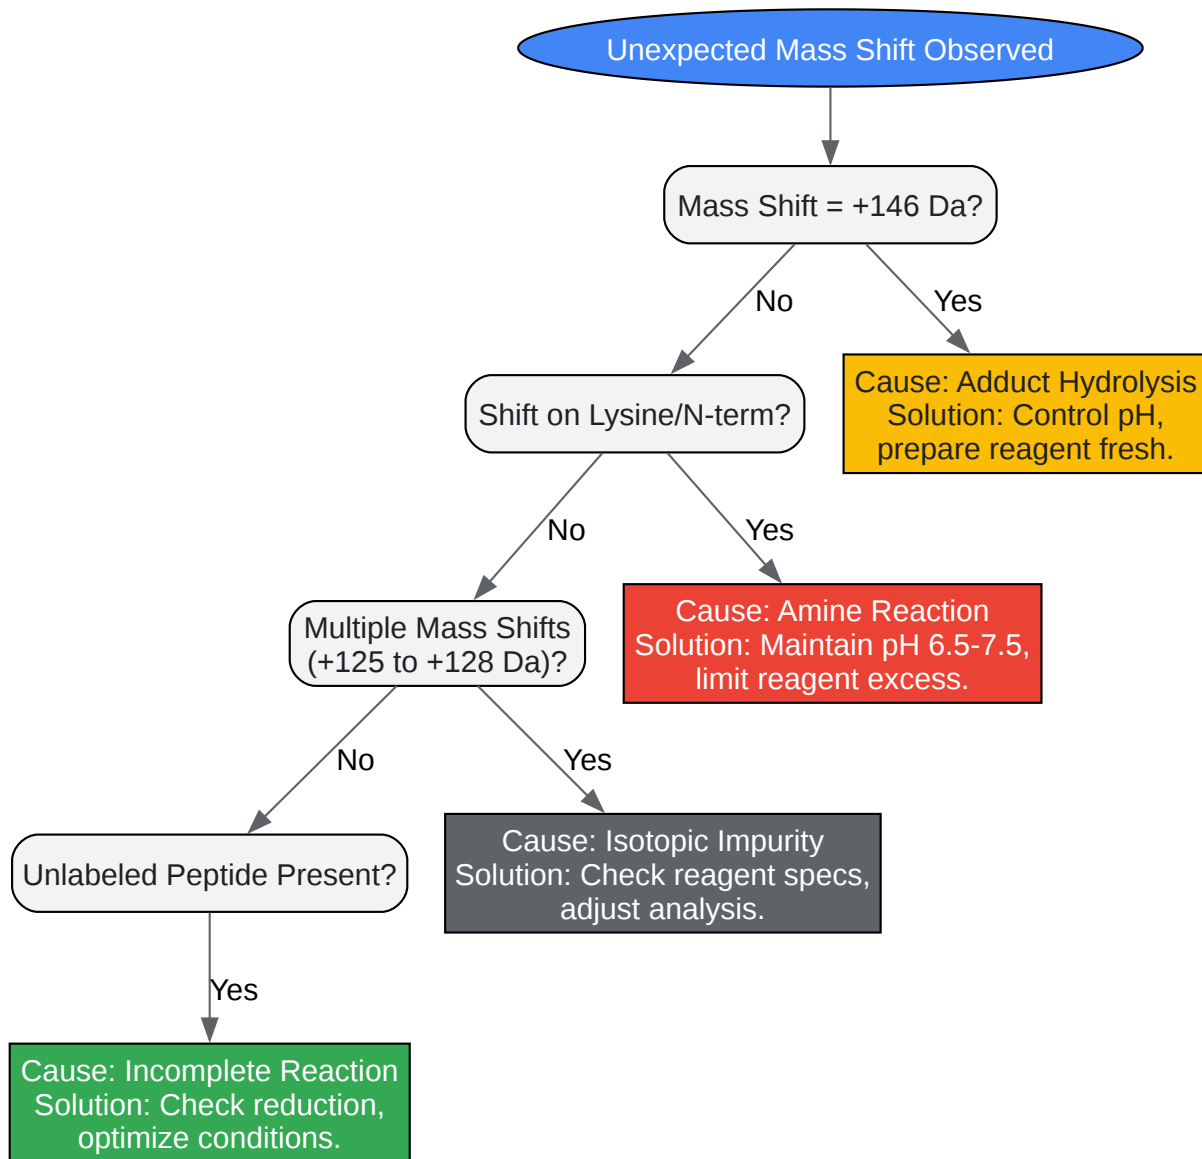 Unexpected Mass Shift Observed
Mass Shift = +146 Da?
No
Yes
Cause: Adduct Hydrolysis
Solution: Control pH,
prepare reagent fresh.
Shift on Lysine/N-term?
No
Yes
Cause: Amine Reaction
Solution: Maintain pH 6.5-7.5,
limit reagent excess.
Multiple Mass Shifts
(+125 to +128 Da)?
No
Yes
Cause: Isotopic Impurity
Solution: Check reagent specs,
adjust analysis.
Unlabeled Peptide Present?
Yes
Cause: Incomplete Reaction
Solution: Check reduction,
optimize conditions.